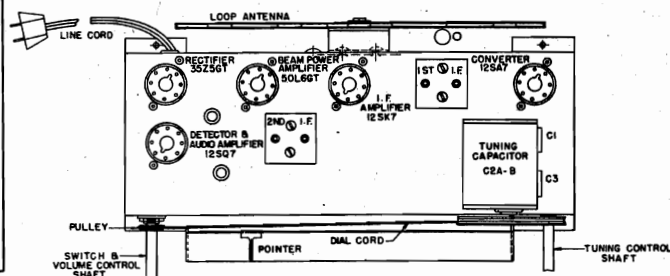 LOOP ANTENNA
LINE CORD
RECTIFIER
35Z5GT
BEAM POWER
AMPLIFIER
50L6GT
I.F.
AMPLIFIER
12SK7
1ST I.F.
CONVERTER
12SA7
DETECTOR &
AUDIO AMPLIFIER
12SQ7
2ND I.F.
TUNING
CAPACITOR
C2A-B
C1
C3
PULLEY
SWITCH &
VOLUME CONTROL
SHAFT
POINTER
DIAL CORD
TUNING CONTROL
SHAFT